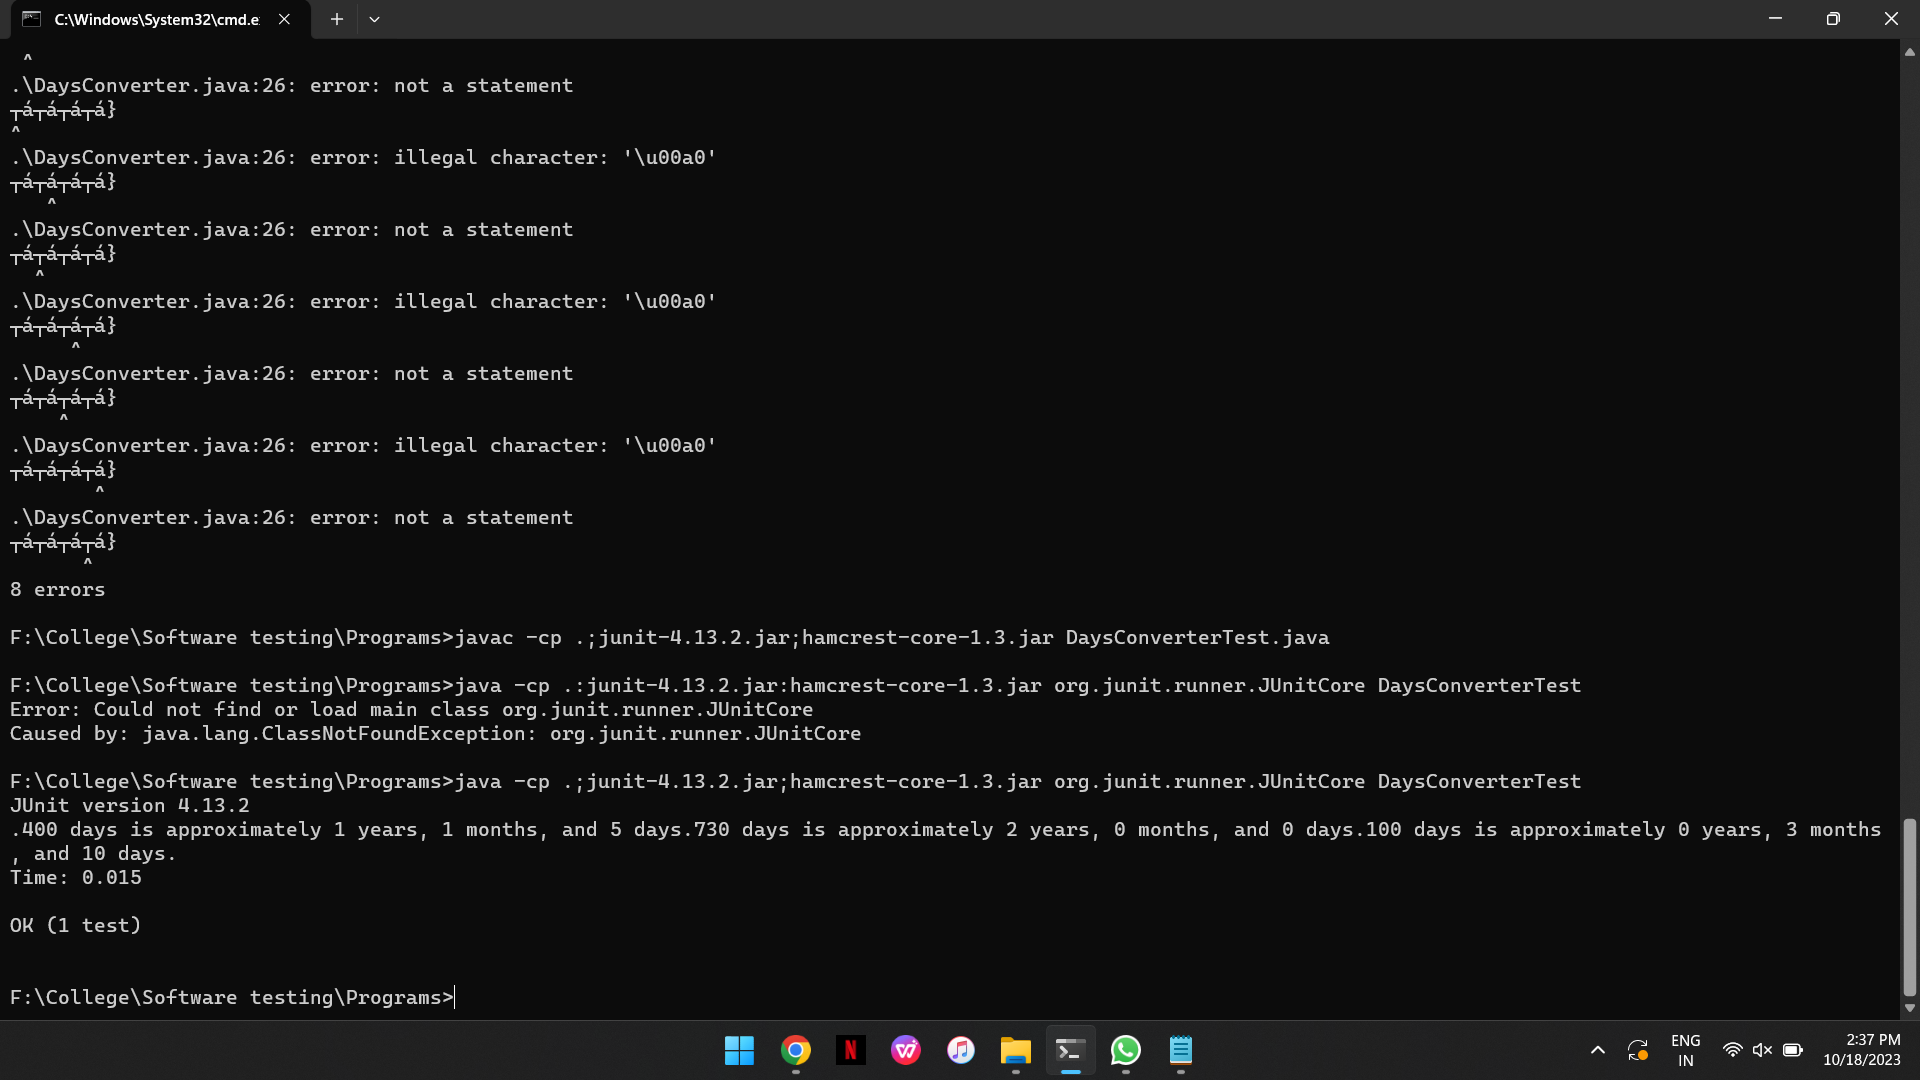 C:\Windows\System32\cmd.e
^
.\DaysConverter.java:26: error: not a statement
┬á┬á┬á┬á}
^
.\DaysConverter.java:26: error: illegal character: '\u00a0'
┬á┬á┬á┬á}
^
.\DaysConverter.java:26: error: not a statement
┬á┬á┬á┬á}
^
.\DaysConverter.java:26: error: illegal character: '\u00a0'
┬á┬á┬á┬á}
^
.\DaysConverter.java:26: error: not a statement
┬á┬á┬á┬á}
^
.\DaysConverter.java:26: error: illegal character: '\u00a0'
┬á┬á┬á┬á}
^
.\DaysConverter.java:26: error: not a statement
┬á┬á┬á┬á}
^
8 errors
F:\College\Software testing\Programs>javac -cp .;junit-4.13.2.jar;hamcrest-core-1.3.jar DaysConverterTest.java
F:\College\Software testing\Programs>java -cp .:junit-4.13.2.jar:hamcrest-core-1.3.jar org.junit.runner.JUnitCore DaysConverterTest
Error: Could not find or load main class org.junit.runner.JUnitCore
Caused by: java.lang.ClassNotFoundException: org.junit.runner.JUnitCore
F:\College\Software testing\Programs>java -cp .;junit-4.13.2.jar;hamcrest-core-1.3.jar org.junit.runner.JUnitCore DaysConverterTest
JUnit version 4.13.2
.400 days is approximately 1 years, 1 months, and 5 days.730 days is approximately 2 years, 0 months, and 0 days.100 days is approximately 0 years, 3 months
, and 10 days.
Time: 0.015
OK (1 test)
F:\College\Software testing\Programs>
N
ENG
IN
2:37 PM
10/18/2023